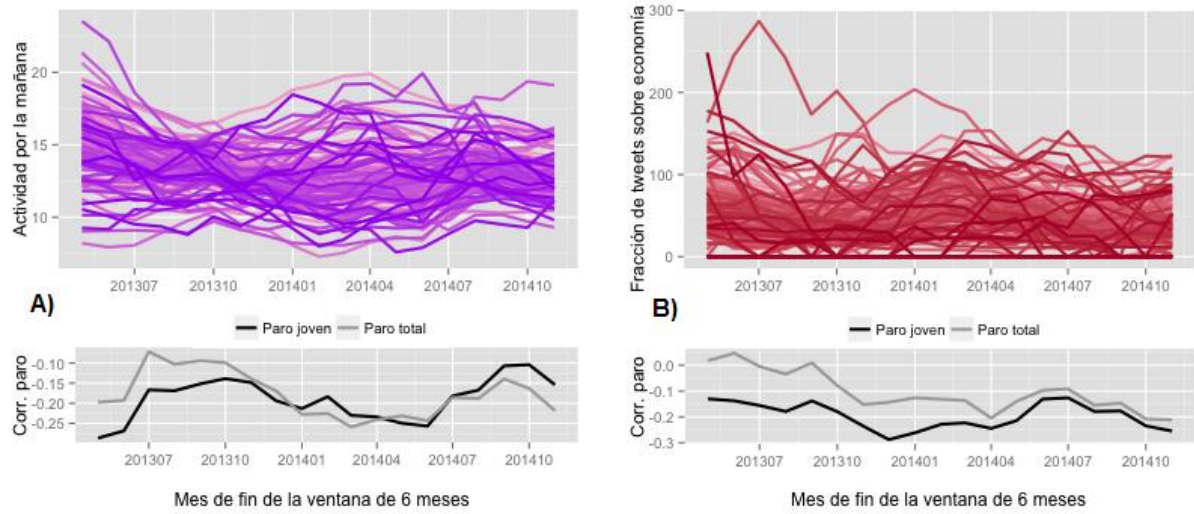 Actividad por la mañana
20
15
10
201307 201310 201401 201404 201407 201410
A)
Paro joven Paro total
Corr. paro
-0.10
-0.15
-0.20
-0.25
201307 201310 201401 201404 201407 201410
Mes de fin de la ventana de 6 meses
Fracción de tweets sobre economía
300
200
100
0
201307 201310 201401 201404 201407 201410
B)
Paro joven Paro total
Corr. paro
0.0
-0.1
-0.2
-0.3
201307 201310 201401 201404 201407 201410
Mes de fin de la ventana de 6 meses